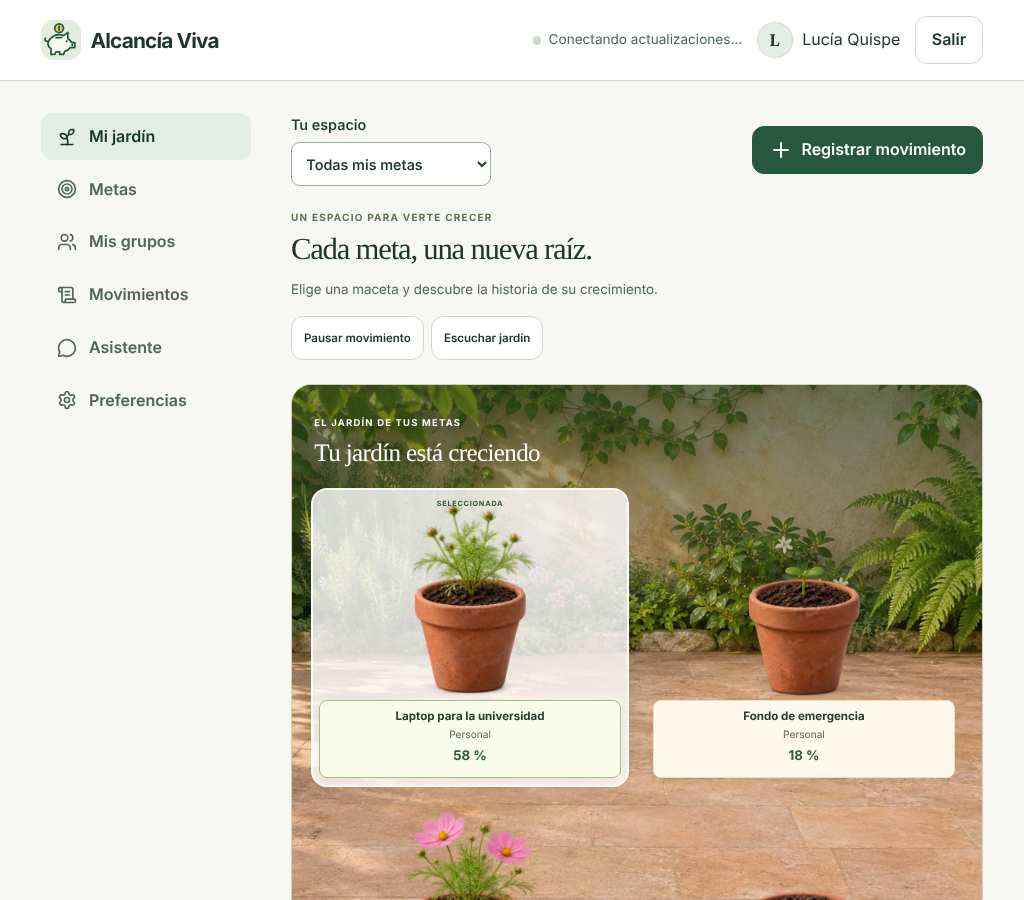 Alcancía Viva
Conectando actualizaciones...
L
Lucía Quispe
Salir
Mi jardín
Metas
Mis grupos
Movimientos
Asistente
Preferencias
Tu espacio
Todas mis metas
Registrar movimiento
UN ESPACIO PARA VERTE CRECER
Cada meta, una nueva raíz.
Elige una maceta y descubre la historia de su crecimiento.
Pausar movimiento
Escuchar jardín
EL JARDÍN DE TUS METAS
Tu jardín está creciendo
SELECCIONADA
Laptop para la universidad
Personal
58 %
Fondo de emergencia
Personal
18 %